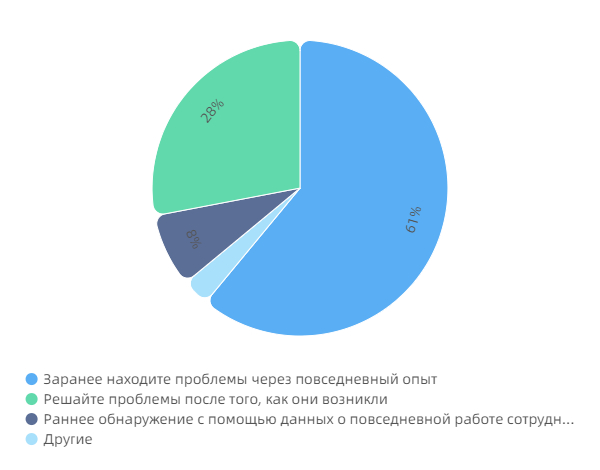 28%
61%
8%
Заранее находите проблемы через повседневный опыт
Решайте проблемы после того, как они возникли
Раннее обнаружение с помощью данных о повседневной работе сотрудн...
Другие